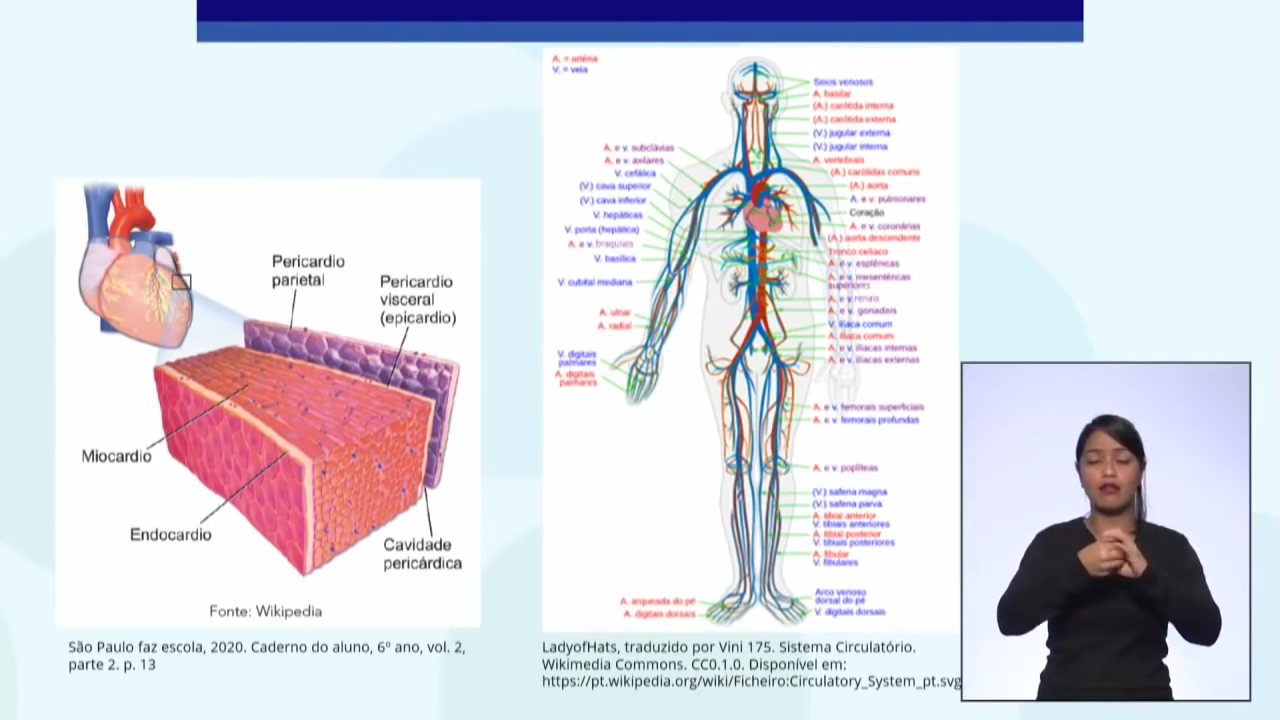 Pericardio
parietal
Pericardio
visceral
(epicardio)
Miocardio
Endocardio
Cavidade
pericárdica
Fonte: Wikipedia
São Paulo faz escola, 2020. Caderno do aluno, 6º ano, vol. 2,
parte 2. p. 13
A. = artéria
V. = veia
A. e v. subclávias
A. e v. axilares
V. cefálica
(V.) cava superior
(V.) cava inferior
V. hepáticas
V. porta (hepática)
A. e v. braquiais
V. basílica
V. cubital mediana
A. ulnar
A. radial
V. digitais
palmares
A. digitais
palmares
Seios venosos
A. basilar
(A.) carótida interna
(A.) carótida externa
(V.) jugular externa
(V.) jugular interna
A. vertebrais
(A.) carótidas comuns
(A.) aorta
A. e v. pulmonares
Coração
A. e v. coronárias
(A.) aorta descendente
Tronco celíaco
A. e v. esplênicas
A. e v. mesentéricas
superiores
A. e v. renais
A. e v. gonadais
V. ilíaca comum
A. ilíaca comum
A. e v. ilíacas internas
A. e v. ilíacas externas
A. e v. femorais superficiais
A. e v. femorais profundas
A. e v. poplíteas
(V.) safena magna
(V.) safena parva
A. tibial anterior
V. tibiais anteriores
A. tibial posterior
V. tibiais posteriores
A. fibular
V. fibulares
Arco venoso
dorsal do pé
V. digitais dorsais
A. arqueada do pé
A. digitais dorsais
LadyofHats, traduzido por Vini 175. Sistema Circulatório.
Wikimedia Commons. CC0.1.0. Disponível em:
https://pt.wikipedia.org/wiki/Ficheiro:Circulatory_System_pt.svg